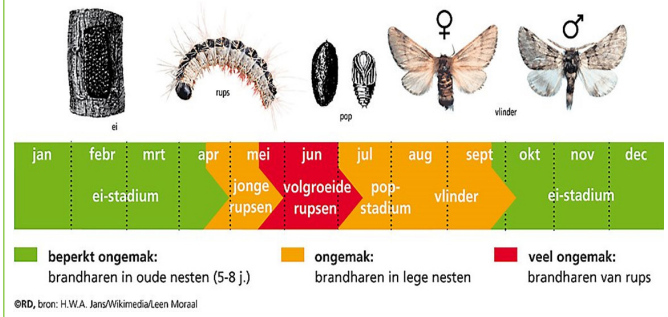 ei
rups
pop
vlinder
♀
♂
jan febr mrt apr mei jun jul aug sept okt nov dec
ei-stadium
jonge
rupsen
volgroeide
rupsen
pop-
stadium
vlinder
ei-stadium
beperkt ongemak:
brandharen in oude nesten (5-8 j.)
ongemak:
brandharen in lege nesten
veel ongemak:
brandharen van rups
©RD, bron: H.W.A. Jans/Wikimedia/Leen Moraal